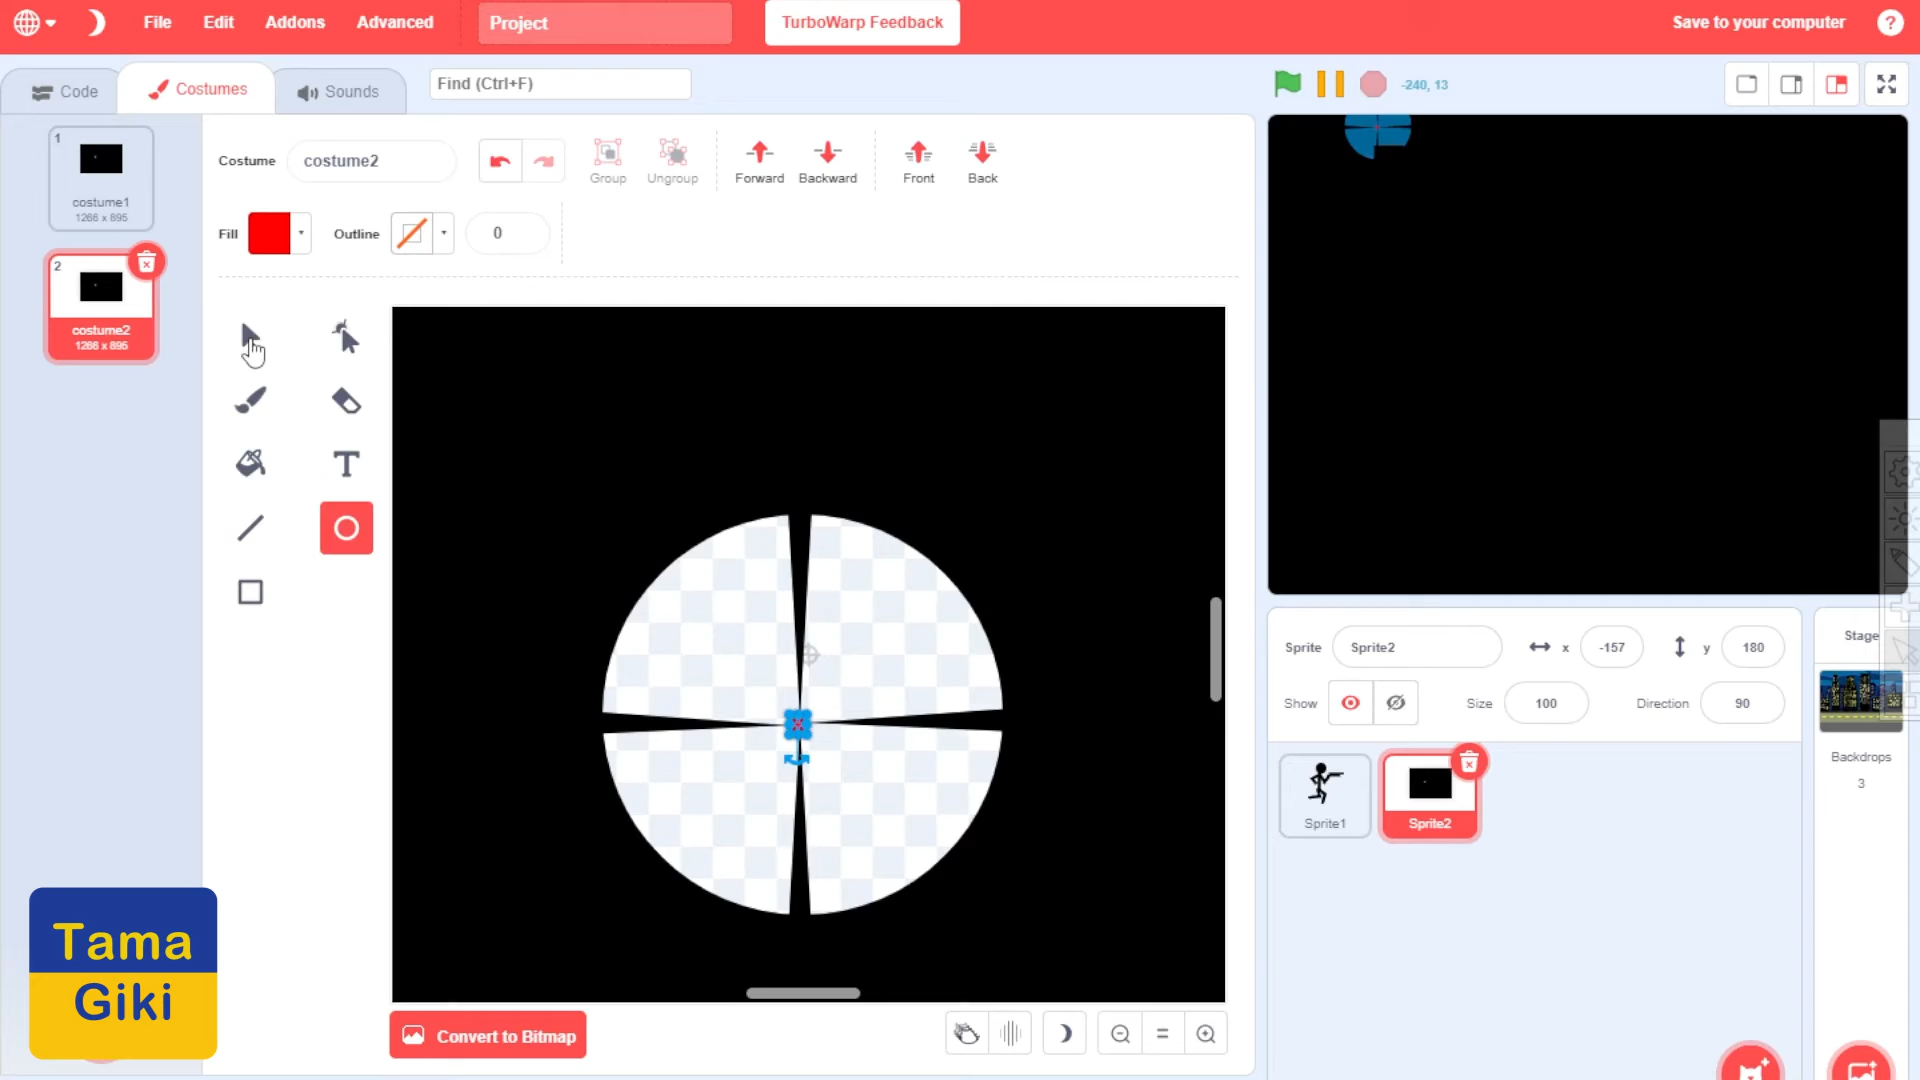 File Edit Addons Advanced Project TurboWarp Feedback Save to your computer ?
Code Costumes Sounds Find (Ctrl+F) -240, 13
1
costume1
1266 x 895
2
costume2
1266 x 895
Costume costume2 Group Ungroup Forward Backward Front Back
Fill Outline 0
T
Convert to Bitmap
Sprite Sprite2 x -157 y 180
Show Size 100 Direction 90
Sprite1
Sprite2
Stage
Backdrops
3
Tama
Giki